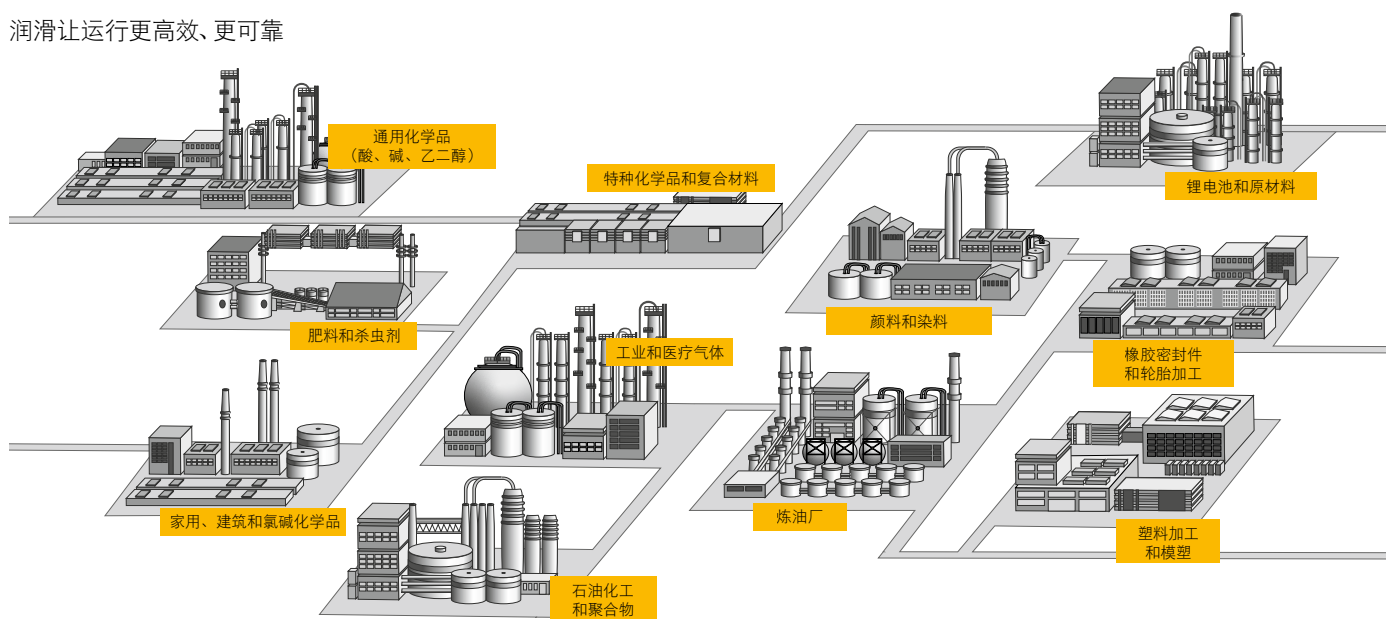 润滑让运行更高效、更可靠
通用化学品
（酸、碱、乙二醇）
特种化学品和复合材料
锂电池和原材料
肥料和杀虫剂
颜料和染料
工业和医疗气体
橡胶密封件
和轮胎加工
家用、建筑和氯碱化学品
炼油厂
塑料加工
和模塑
石油化工
和聚合物